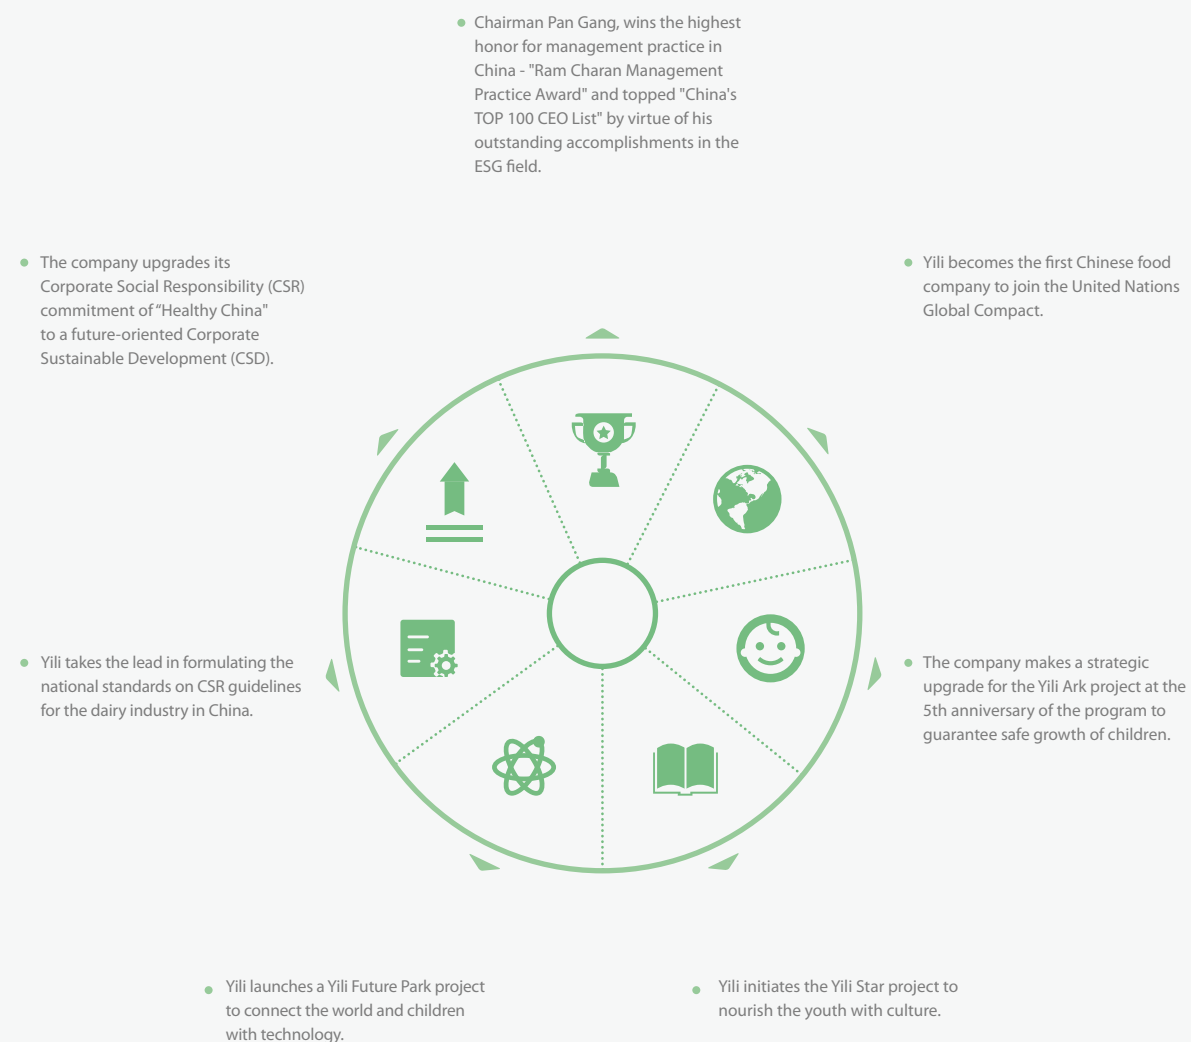 Chairman Pan Gang, wins the highest
honor for management practice in
China - "Ram Charan Management
Practice Award" and topped "China's
TOP 100 CEO List" by virtue of his
outstanding accomplishments in the
ESG field.
The company upgrades its
Corporate Social Responsibility (CSR)
commitment of “Healthy China"
to a future-oriented Corporate
Sustainable Development (CSD).
Yili becomes the first Chinese food
company to join the United Nations
Global Compact.
Yili takes the lead in formulating the
national standards on CSR guidelines
for the dairy industry in China.
The company makes a strategic
upgrade for the Yili Ark project at the
5th anniversary of the program to
guarantee safe growth of children.
Yili launches a Yili Future Park project
to connect the world and children
with technology.
Yili initiates the Yili Star project to
nourish the youth with culture.